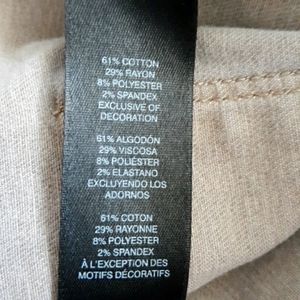 61% COTTON
29% RAYON
8% POLYESTER
2% SPANDEX
EXCLUSIVE OF
DECORATION
61% ALGODÓN
29% VISCOSA
8% POLIÉSTER
2% ELASTANO
EXCLUYENDO LOS
ADORNOS
61% COTON
29% RAYONNE
8% POLYESTER
2% SPANDEX
À L'EXCEPTION DES
MOTIFS DÉCORATIFS